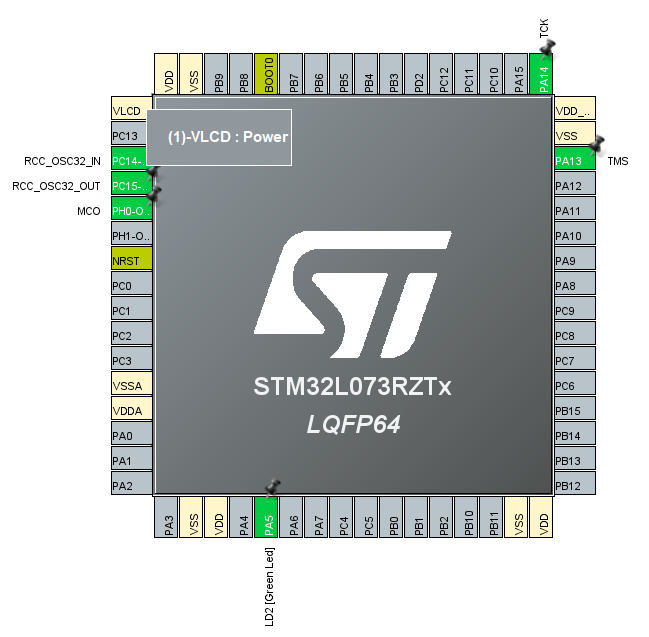 TCK
VDD
VSS
PB9
PB8
BOOT0
PB7
PB6
PB5
PB4
PB3
PD2
PC12
PC11
PC10
PA15
PA14
VLCD
PC13
RCC_OSC32_IN
PC14-..
RCC_OSC32_OUT
PC15-..
MCO
PH0-O..
PH1-O..
NRST
PC0
PC1
PC2
PC3
VSSA
VDDA
PA0
PA1
PA2
(1)-VLCD : Power
ST
STM32L073RZTx
LQFP64
VDD_..
VSS
PA13
TMS
PA12
PA11
PA10
PA9
PA8
PC9
PC8
PC7
PC6
PB15
PB14
PB13
PB12
PA3
VSS
VDD
PA4
PA5
PA6
PA7
PC4
PC5
PB0
PB1
PB2
PB10
PB11
VSS
VDD
LD2 [Green Led]